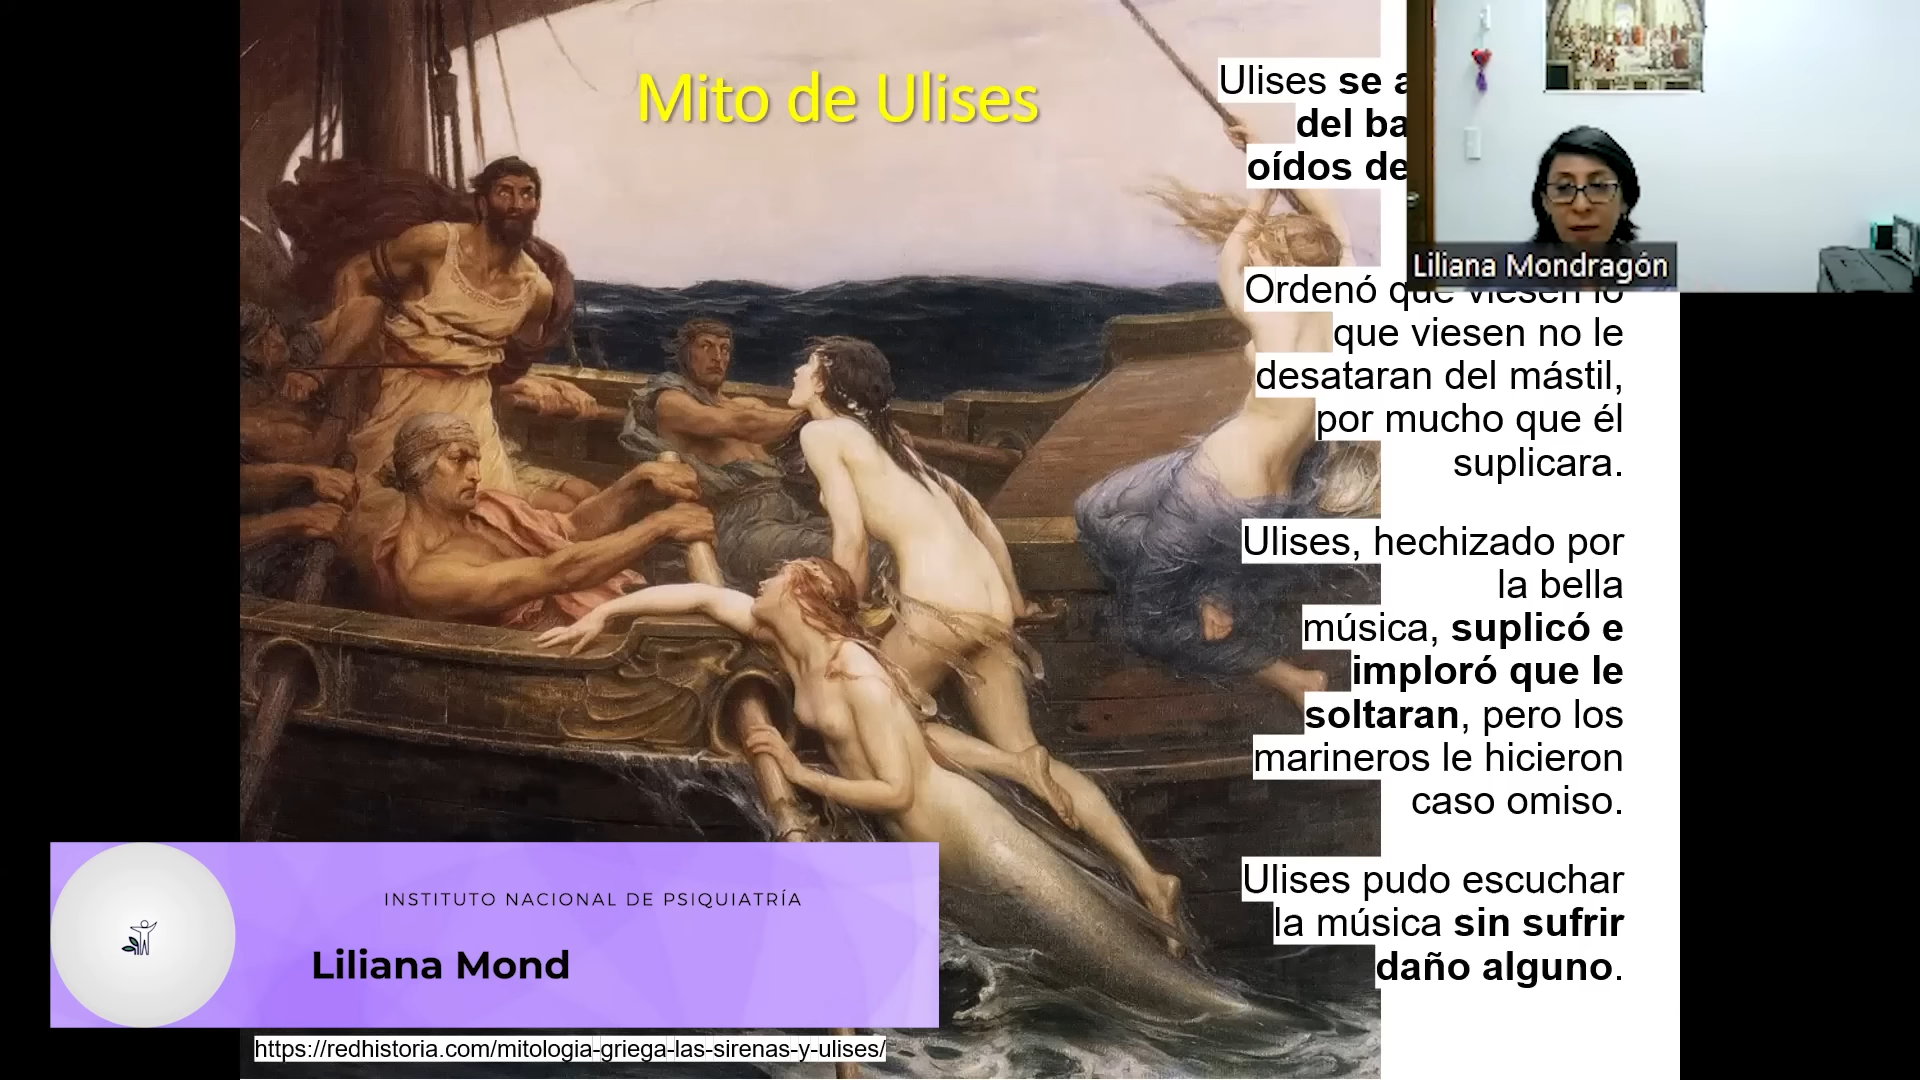 Mito de Ulises
Ulises se a
del ba
oídos de
Liliana Mondragón
Ordenó que viesen lo
que viesen no le
desataran del mástil,
por mucho que él
suplicara.
Ulises, hechizado por
la bella
música, suplicó e
imploró que le
soltaran, pero los
marineros le hicieron
caso omiso.
Ulises pudo escuchar
la música sin sufrir
daño alguno.
INSTITUTO NACIONAL DE PSIQUIATRÍA
Liliana Mond
https://redhistoria.com/mitologia-griega-las-sirenas-y-ulises/